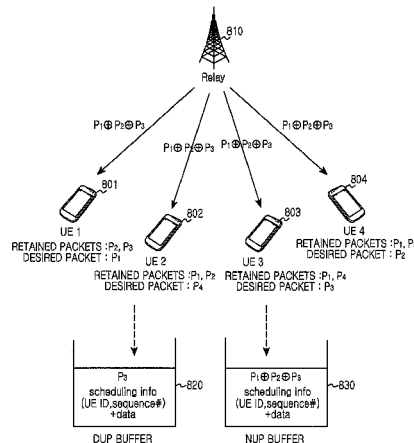 810
Relay
P₁⊕P₂⊕P₃
P₁⊕P₂⊕P₃
P₁⊕P₂⊕P₃
P₁⊕P₂⊕P₃
801
UE 1
RETAINED PACKETS :P₂, P₃
DESIRED PACKET : P₁
802
UE 2
RETAINED PACKETS :P₁, P₂
DESIRED PACKET : P₄
803
UE 3
RETAINED PACKETS :P₁, P₄
DESIRED PACKET : P₃
804
UE 4
RETAINED PACKETS :P₁, P
DESIRED PACKET : P₂
P₃
scheduling info
(UE ID,sequence#)
+data
820
DUP BUFFER
P₁⊕P₂⊕P₃
scheduling info
(UE ID,sequence#)
+data
830
NUP BUFFER